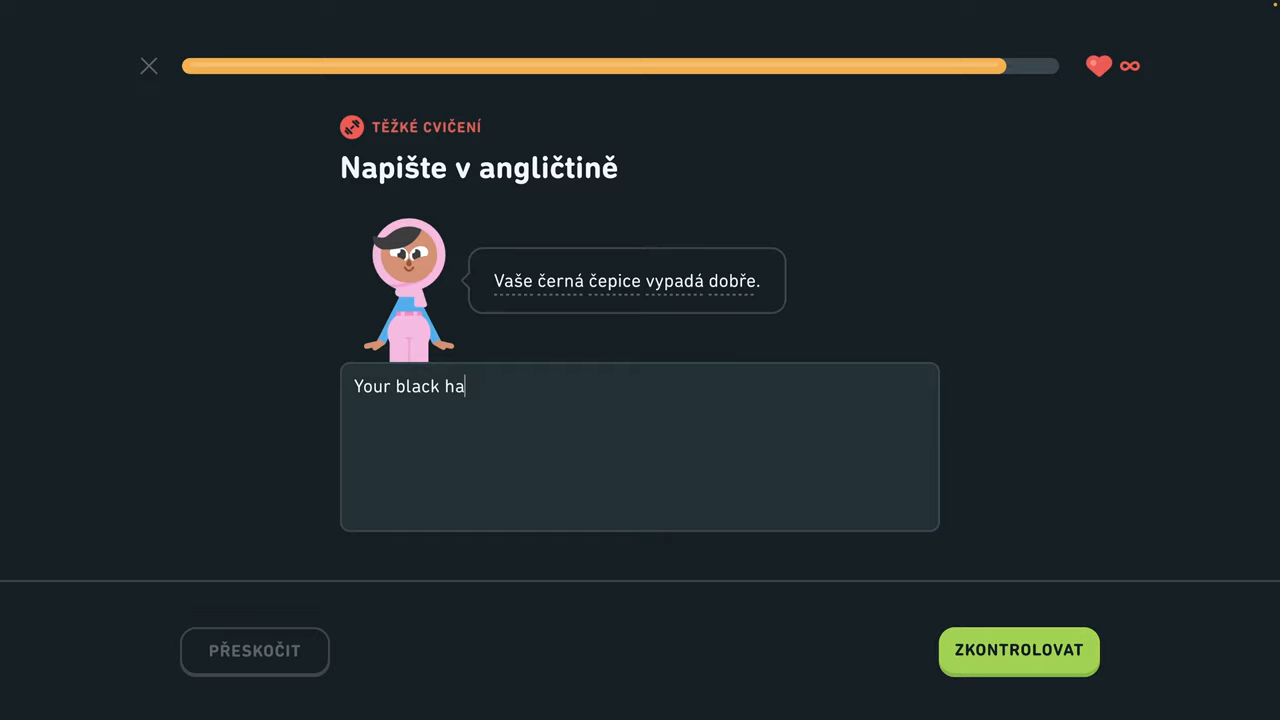 ∞
TĚŽKÉ CVIČENÍ
Napište v angličtině
Vaše černá čepice vypadá dobře.
Your black ha
PŘESKOČIT
ZKONTROLOVAT